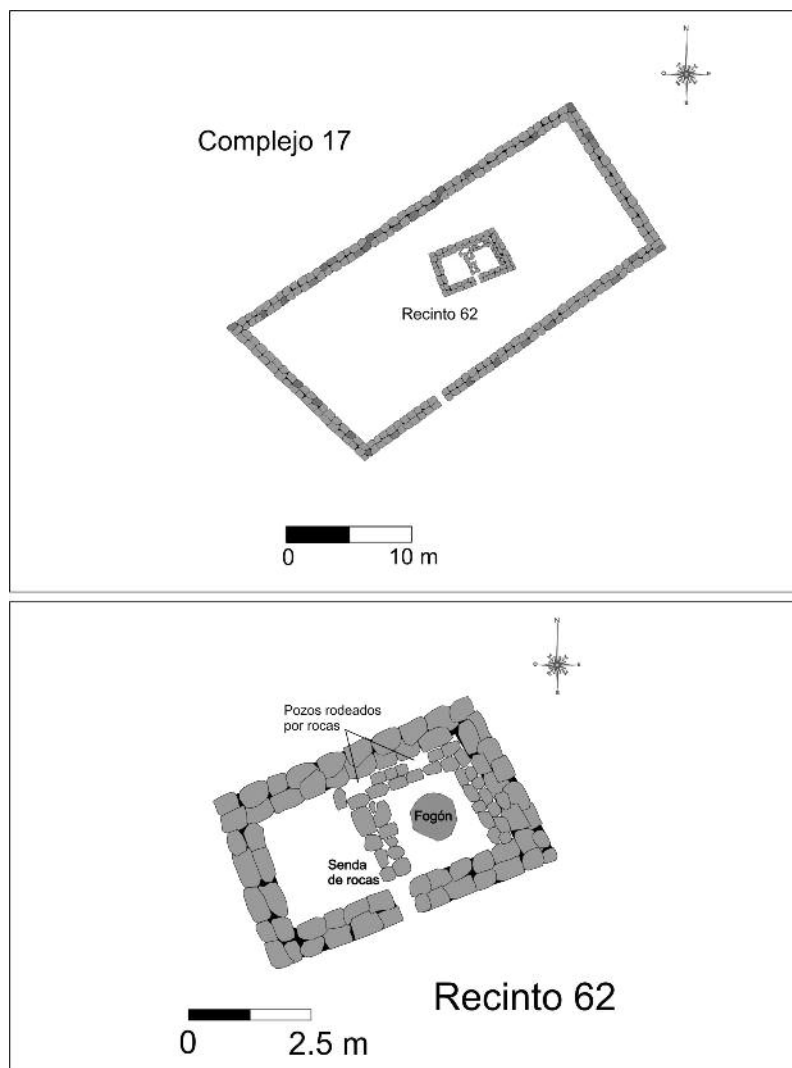 N
O
E
S
Complejo 17
Recinto 62
0 10 m
N
O
E
S
Pozos rodeados
por rocas
Fogón
Senda
de rocas
Recinto 62
0 2.5 m